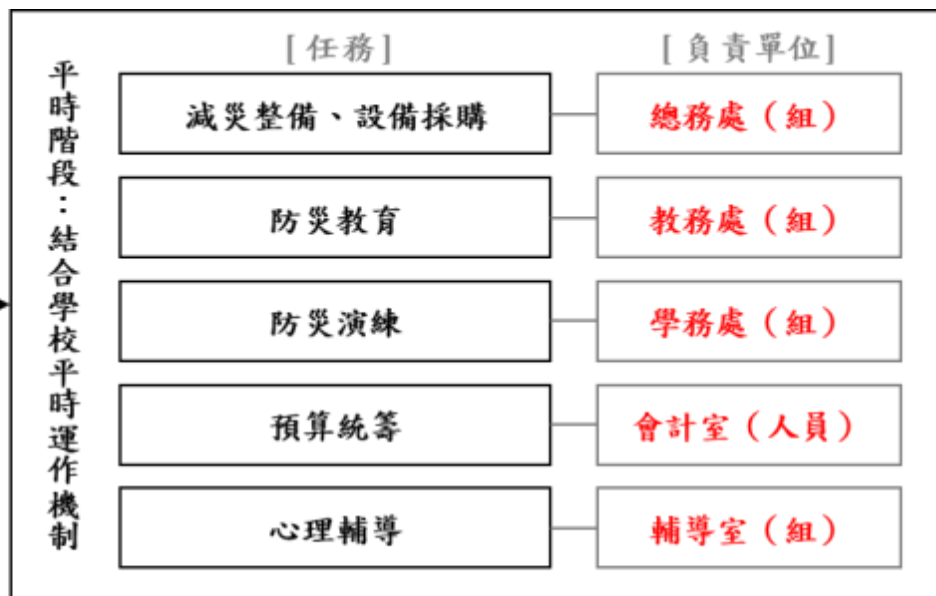 平時階段：結合學校平時運作機制
[任務]
[負責單位]
減災整備、設備採購
總務處（組）
防災教育
教務處（組）
防災演練
學務處（組）
預算統籌
會計室（人員）
心理輔導
輔導室（組）